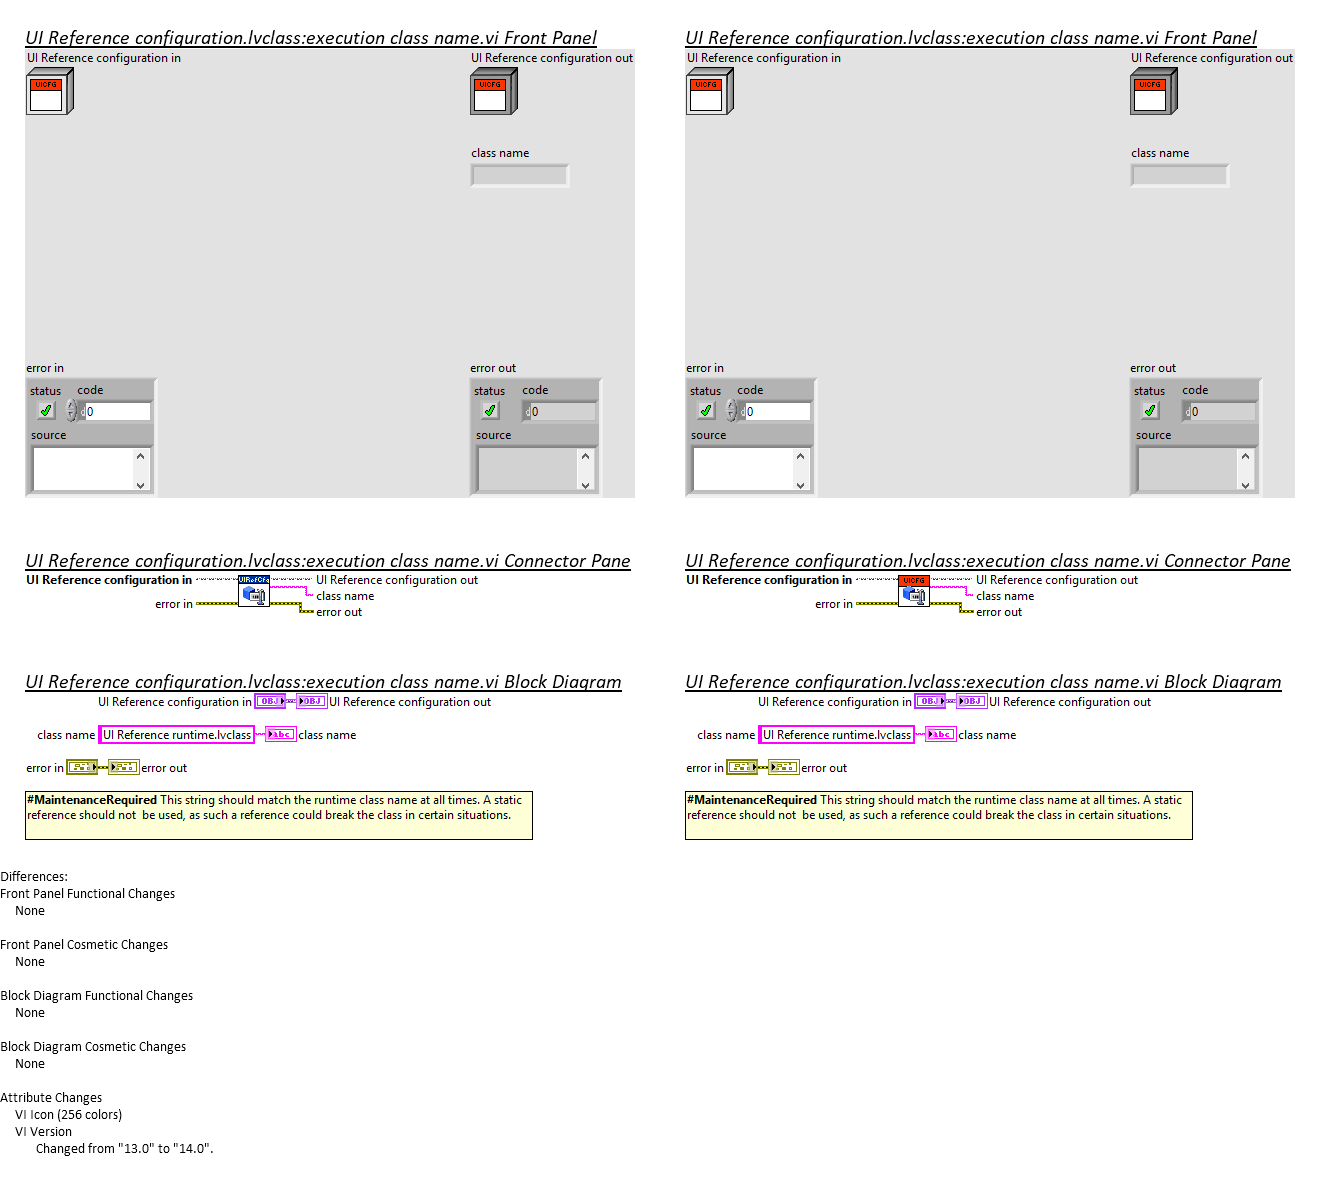 UI Reference configuration.lvclass:execution class name.vi Front Panel
UI Reference configuration in
UI Reference configuration out
UICFG
UICFG
class name
error in
error out
status
code
status
code
d 0
d 0
source
source
UI Reference configuration.lvclass:execution class name.vi Connector Pane
UI Reference configuration in
UIRefCfg
UI Reference configuration out
class name
error in
error out
UI Reference configuration.lvclass:execution class name.vi Block Diagram
UI Reference configuration in
OBJ
OBJ
UI Reference configuration out
class name
UI Reference runtime.lvclass
abc
class name
error in
error out
#MaintenanceRequired This string should match the runtime class name at all times. A static
reference should not  be used, as such a reference could break the class in certain situations.
UI Reference configuration.lvclass:execution class name.vi Front Panel
UI Reference configuration in
UI Reference configuration out
UICFG
UICFG
class name
error in
error out
status
code
status
code
d 0
d 0
source
source
UI Reference configuration.lvclass:execution class name.vi Connector Pane
UI Reference configuration in
UICFG
UI Reference configuration out
class name
error in
error out
UI Reference configuration.lvclass:execution class name.vi Block Diagram
UI Reference configuration in
OBJ
OBJ
UI Reference configuration out
class name
UI Reference runtime.lvclass
abc
class name
error in
error out
#MaintenanceRequired This string should match the runtime class name at all times. A static
reference should not  be used, as such a reference could break the class in certain situations.
Differences:
Front Panel Functional Changes
None
Front Panel Cosmetic Changes
None
Block Diagram Functional Changes
None
Block Diagram Cosmetic Changes
None
Attribute Changes
VI Icon (256 colors)
VI Version
Changed from "13.0" to "14.0".